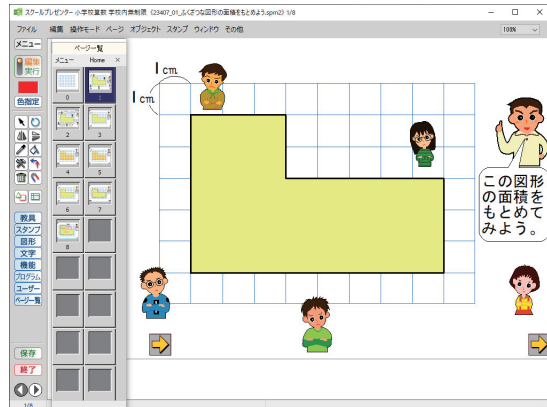 スクールプレゼンター 小学校算数 学校内無制限 (23407_01_ふくざつな図形の面積をもとめよう.spm2) 1/8
ファイル 編集 操作モード ページ オブジェクト スタンプ ウィンドウ その他
100%
メニュー
編集
実行
色指定
教具
スタンプ
図形
文字
機能
プログラム
ユーザー
ページ一覧
保存
終了
1/8
ページ一覧
メニュー Home ×
0 1
2 3
4 5
6 7
8
1cm
1cm
この図形
の面積を
もとめて
みよう。